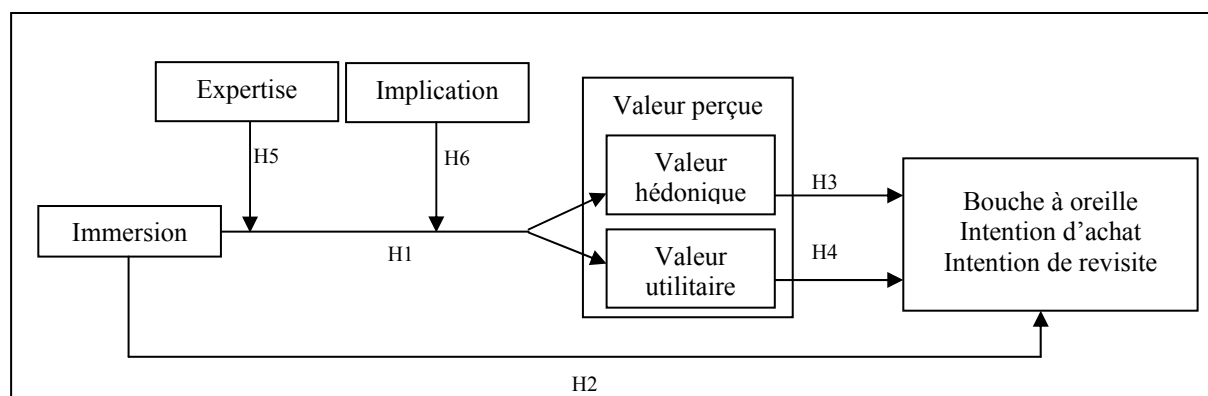 Expertise
Implication
H5
H6
Immersion
H1
Valeur perçue
Valeur
hédonique
Valeur
utilitaire
H3
H4
Bouche à oreille
Intention d’achat
Intention de revisite
H2